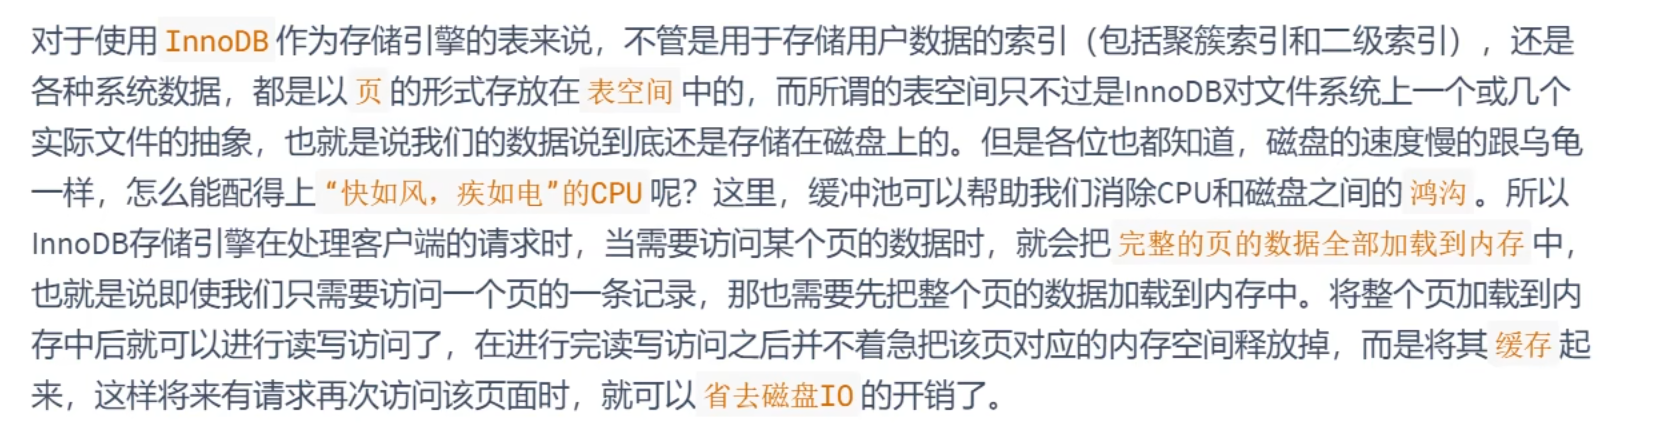 对于使用 InnoDB 作为存储引擎的表来说，不管是用于存储用户数据的索引（包括聚簇索引和二级索引），还是
各种系统数据，都是以 页 的形式存放在 表空间 中的，而所谓的表空间只不过是InnoDB对文件系统上一个或几个
实际文件的抽象，也就是说我们的数据说到底还是存储在磁盘上的。但是各位也都知道，磁盘的速度慢的跟乌龟
一样，怎么能配得上 “快如风，疾如电”的CPU 呢？这里，缓冲池可以帮助我们消除CPU和磁盘之间的 鸿沟 。所以
InnoDB存储引擎在处理客户端的请求时，当需要访问某个页的数据时，就会把 完整的页的数据全部加载到内存 中，
也就是说即使我们只需要访问一个页的一条记录，那也需要先把整个页的数据加载到内存中。将整个页加载到内
存中后就可以进行读写访问了，在进行完读写访问之后并不着急把该页对应的内存空间释放掉，而是将其 缓存 起
来，这样将来有请求再次访问该页面时，就可以 省去磁盘IO 的开销了。